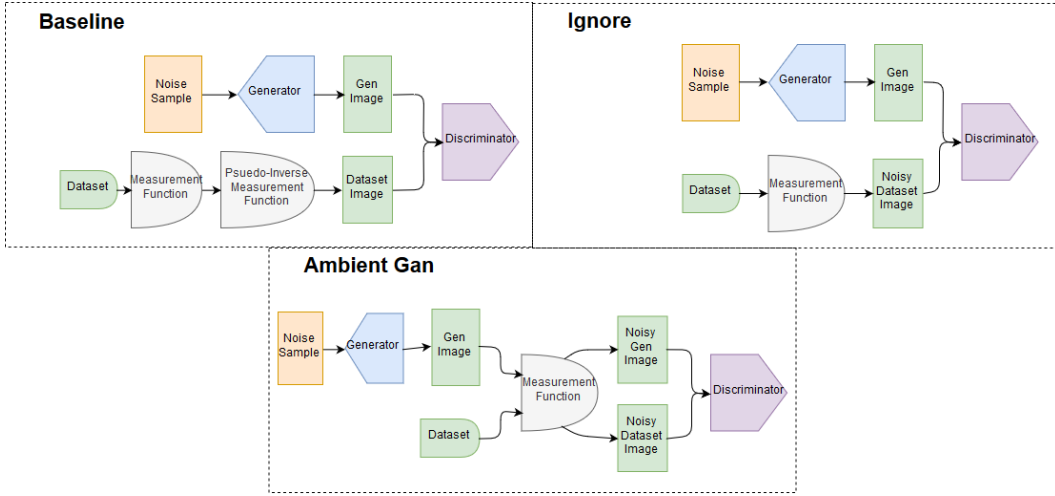 Baseline
Noise
Sample
Generator
Gen
Image
Discriminator
Dataset
Measurement
Function
Psuedo-Inverse
Measurement
Function
Dataset
Image
Ignore
Noise
Sample
Generator
Gen
Image
Discriminator
Dataset
Measurement
Function
Noisy
Dataset
Image
Ambient Gan
Noise
Sample
Generator
Gen
Image
Dataset
Measurement
Function
Noisy
Gen
Image
Noisy
Dataset
Image
Discriminator